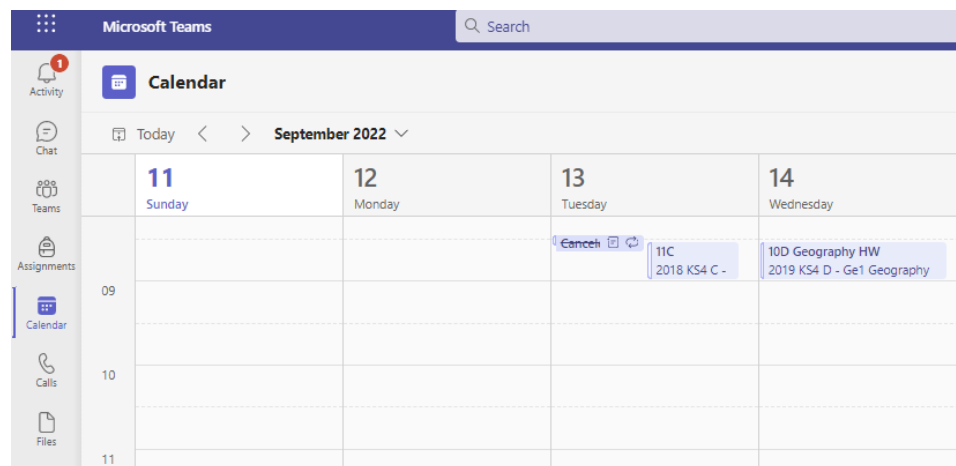 Microsoft Teams
Search
1
Activity
Chat
Teams
Assignments
Calendar
Calls
Files
Calendar
Today
September 2022
11
Sunday
12
Monday
13
Tuesday
14
Wednesday
Cancel
11C
2018 KS4 C -
10D Geography HW
2019 KS4 D - Ge1 Geography
09
10
11